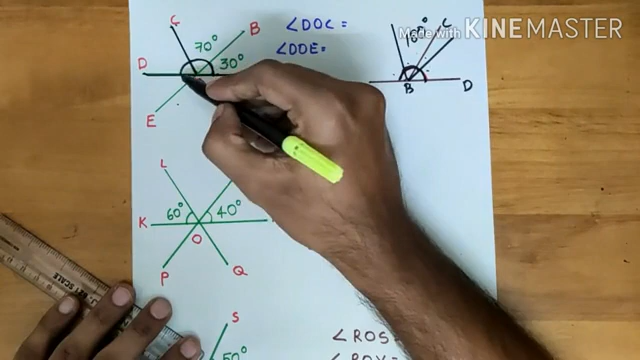 Made with KINEMASTER
C
B
70°
30°
D
E
∠DOC =
∠DOE=
C
B
D
L
K
60°
40°
O
P
Q
S
50°
∠ROS